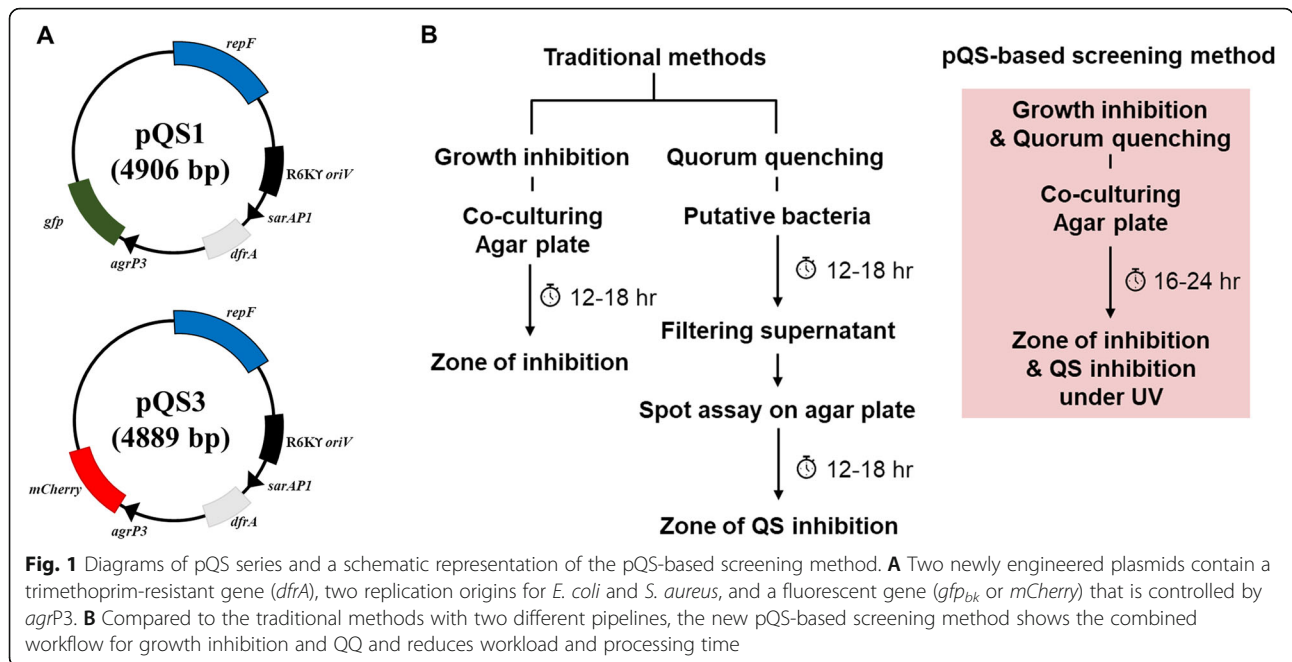 A
repF
pQS1
(4906 bp)
R6Kϒ oriV
gfp
sarAP1
agrP3
dfrA
repF
pQS3
(4889 bp)
R6Kϒ oriV
mCherry
sarAP1
agrP3
dfrA
B
Traditional methods
Growth inhibition
Co-culturing
Agar plate
12-18 hr
Zone of inhibition
Quorum quenching
Putative bacteria
12-18 hr
Filtering supernatant
Spot assay on agar plate
12-18 hr
Zone of QS inhibition
pQS-based screening method
Growth inhibition
& Quorum quenching
Co-culturing
Agar plate
16-24 hr
Zone of inhibition
& QS inhibition
under UV
Fig. 1 Diagrams of pQS series and a schematic representation of the pQS-based screening method. A Two newly engineered plasmids contain a
trimethoprim-resistant gene (dfrA), two replication origins for E. coli and S. aureus, and a fluorescent gene (gfpbk or mCherry) that is controlled by
agrP3. B Compared to the traditional methods with two different pipelines, the new pQS-based screening method shows the combined
workflow for growth inhibition and QQ and reduces workload and processing time